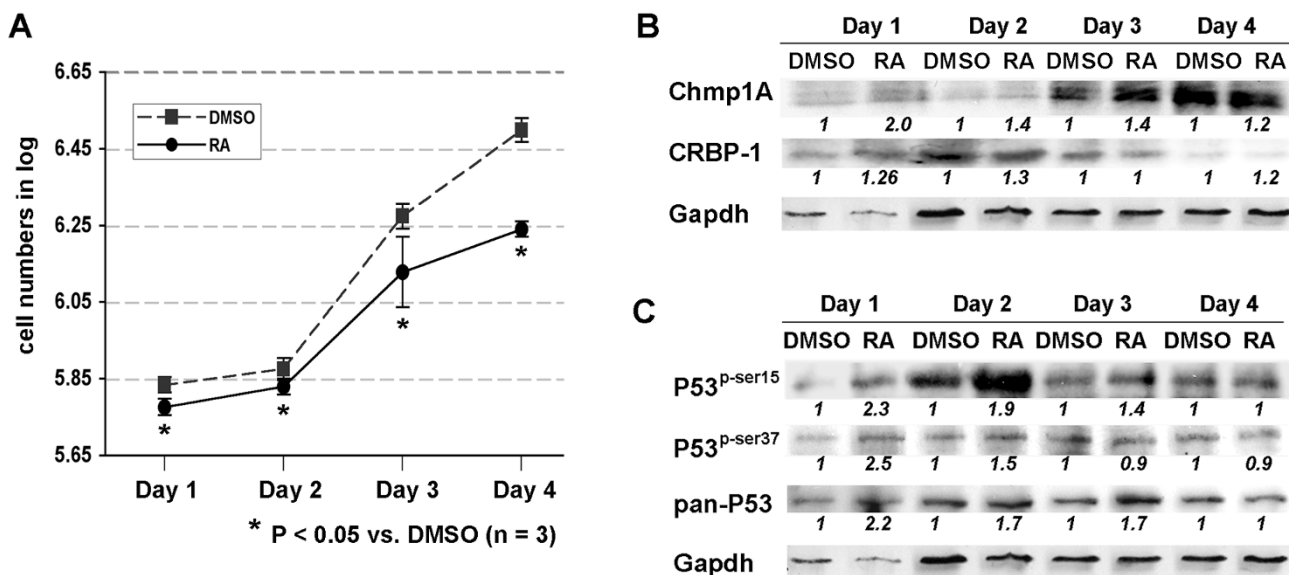 A
cell numbers in log
6.65
6.45
6.25
6.05
5.85
5.65
DMSO
RA
*
*
*
*
Day 1 Day 2 Day 3 Day 4
* P < 0.05 vs. DMSO (n = 3)
B
Day 1 Day 2 Day 3 Day 4
DMSO RA DMSO RA DMSO RA DMSO RA
Chmp1A
1 2.0 1 1.4 1 1.4 1 1.2
CRBP-1
1 1.26 1 1.3 1 1 1 1.2
Gapdh
C
Day 1 Day 2 Day 3 Day 4
DMSO RA DMSO RA DMSO RA DMSO RA
P53p-ser15
1 2.3 1 1.9 1 1.4 1 1
P53p-ser37
1 2.5 1 1.5 1 0.9 1 0.9
pan-P53
1 2.2 1 1.7 1 1.7 1 1
Gapdh